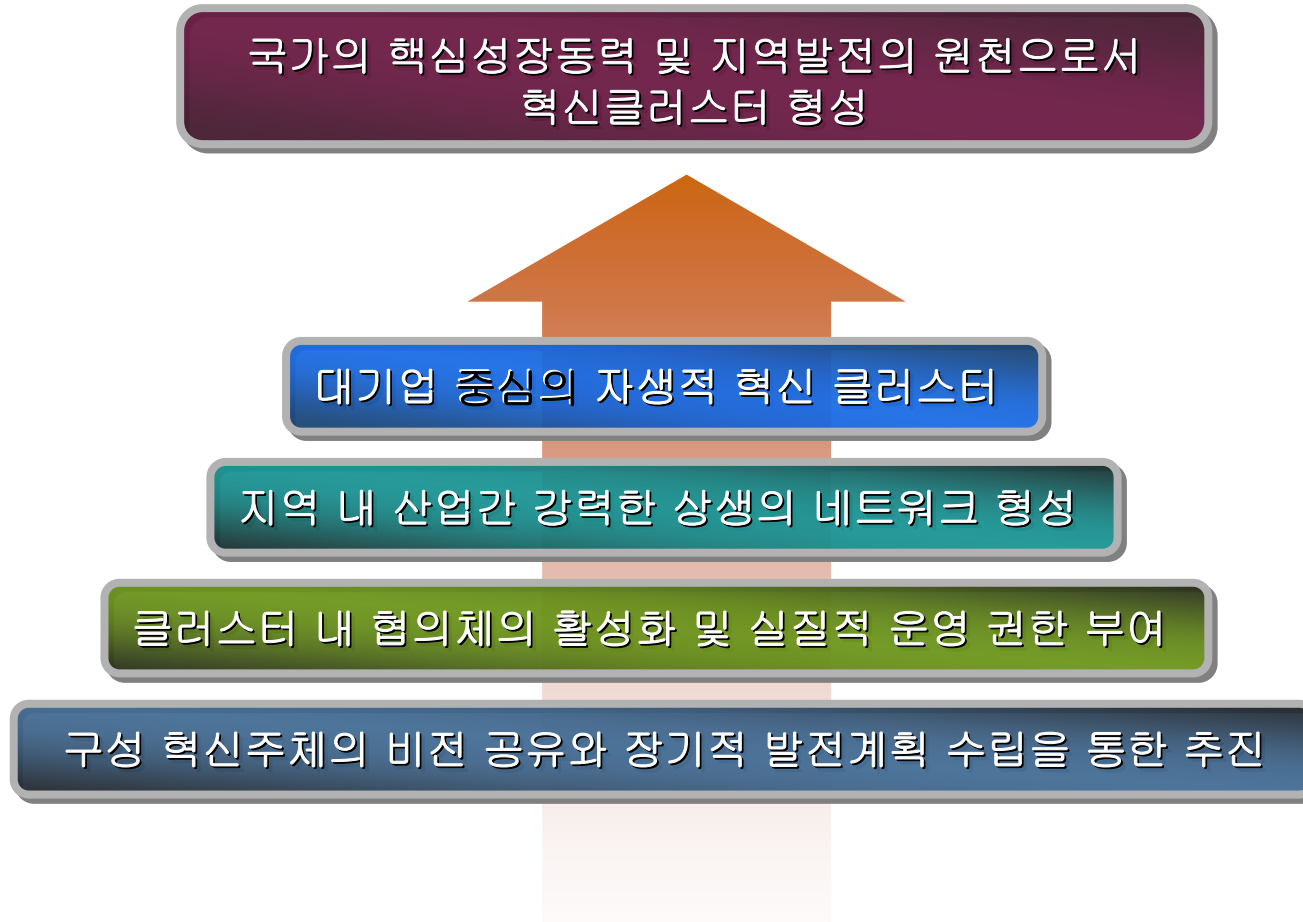 국가의 핵심성장동력 및 지역발전의 원천으로서
혁신클러스터 형성
대기업 중심의 자생적 혁신 클러스터
지역 내 산업간 강력한 상생의 네트워크 형성
클러스터 내 협의체의 활성화 및 실질적 운영 권한 부여
구성 혁신주체의 비전 공유와 장기적 발전계획 수립을 통한 추진